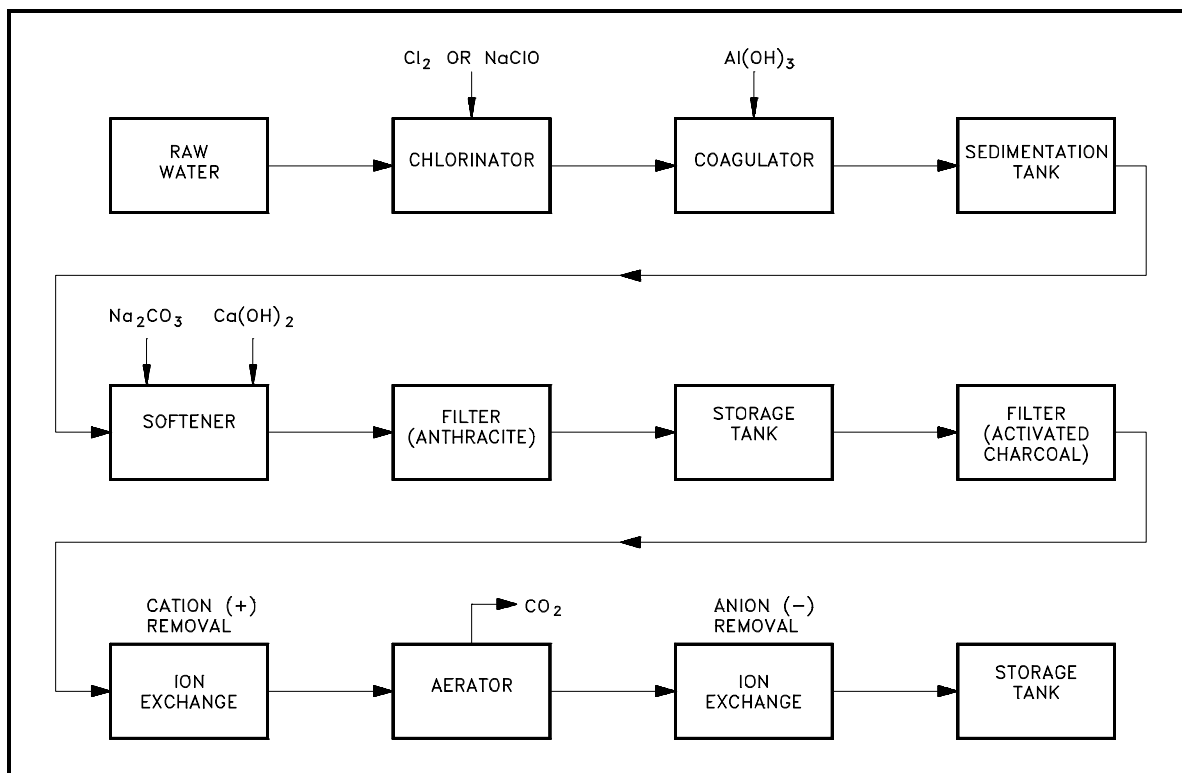 Cl₂ OR NaClO
Al(OH)₃
RAW
WATER
CHLORINATOR
COAGULATOR
SEDIMENTATION
TANK
Na₂CO₃
Ca(OH)₂
SOFTENER
FILTER
(ANTHRACITE)
STORAGE
TANK
FILTER
(ACTIVATED
CHARCOAL)
CATION (+)
REMOVAL
CO₂
ANION (−)
REMOVAL
ION
EXCHANGE
AERATOR
ION
EXCHANGE
STORAGE
TANK